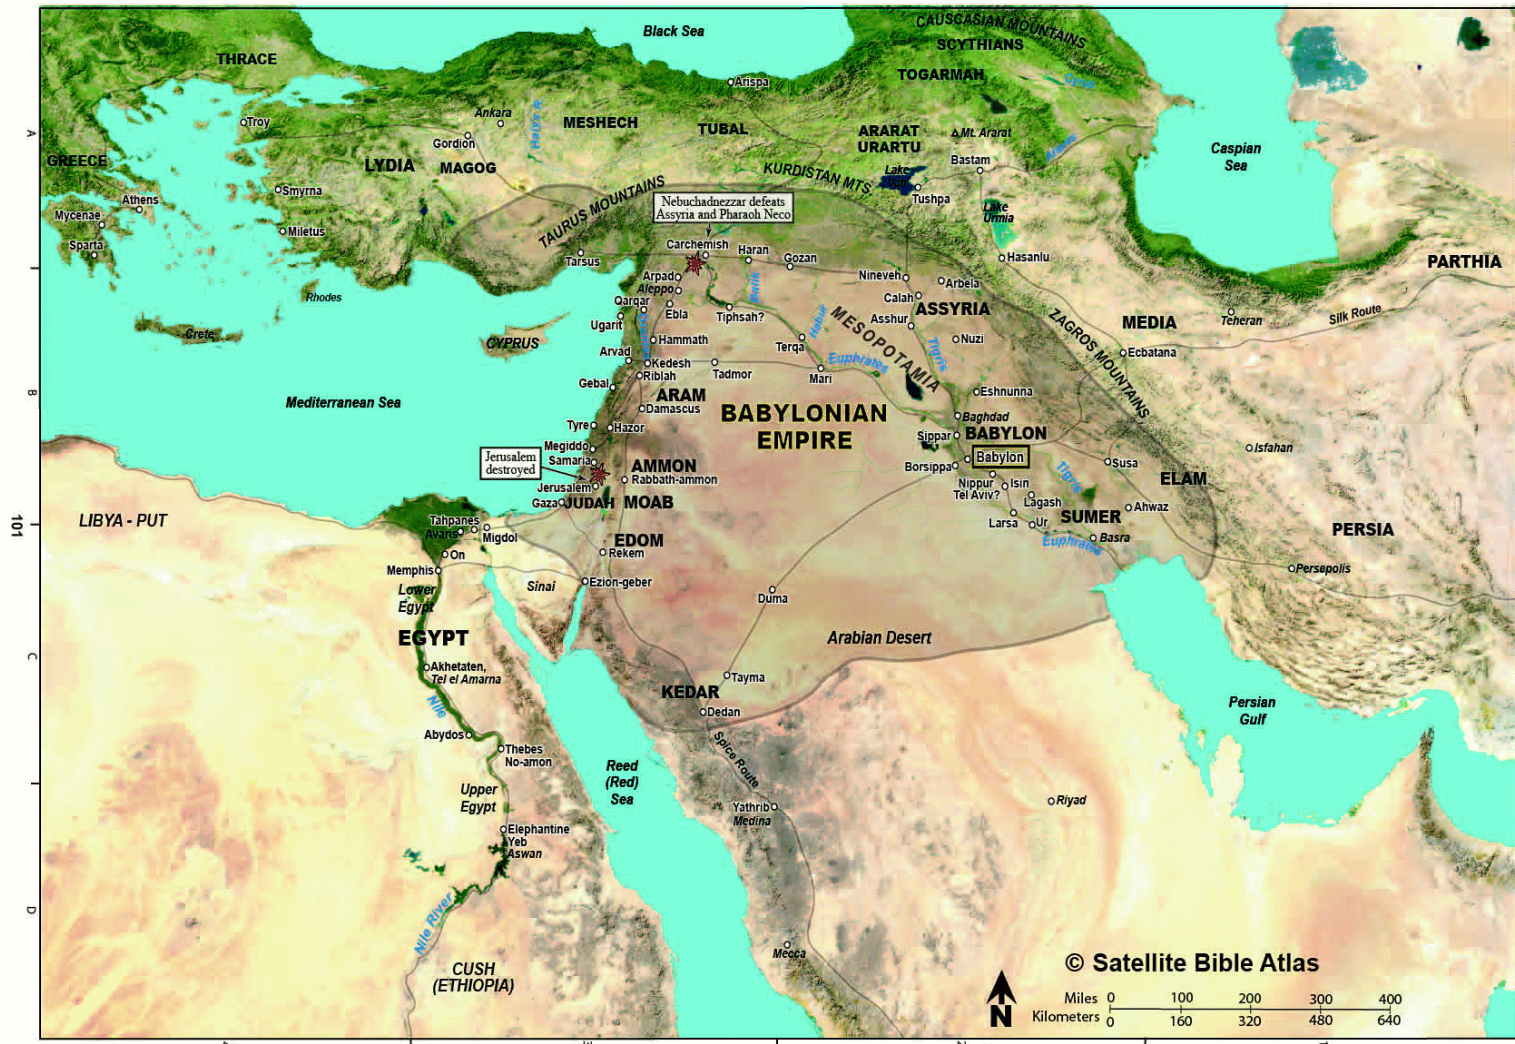 Black Sea
CAUSCASIAN MOUNTAINS
SCYTHIANS
THRACE
TOGARMAH
Arispa
Cyrus
Ankara
Halys R.
MESHECH
TUBAL
Troy
Gordion
ARARAT
URARTU
Mt. Ararat
Arakas
A
GREECE
LYDIA
MAGOG
KURDISTAN MTS.
Lake
Bastam
Caspian
Sea
Smyrna
TAURUS MOUNTAINS
Nebuchadnezzar defeats
Assyria and Pharaoh Neco
Tushpa
Athens
Mycenae
Lake
Urmia
Miletus
Sparta
Carchemish
Haran
Gozan
Tarsus
Hasanlu
PARTHIA
Arpad
Aleppo
Nineveh
Arbela
Balik
Rhodes
Qarqar
Calah
ASSYRIA
Ebla
Tiphsah?
Habur
MESOPOTAMIA
Asshur
ZAGROS MOUNTAINS
MEDIA
Teheran
Silk Route
Crete
Ugarit
CYPRUS
Hammath
Terqa
Tigris
Nuzi
Arvad
Kedesh
Riblah
Tadmor
Mari
Euphrates
Ecbatana
Gebal
B
ARAM
Damascus
Eshnunna
Mediterranean Sea
BABYLONIAN
EMPIRE
Baghdad
Tyre
Hazor
Sippar
BABYLON
Megiddo
Isfahan
Jerusalem
destroyed
Samaria
AMMON
Rabbath-ammon
Borsippa
Babylon
Susa
Tigris
ELAM
Jerusalem
Nippur
Isin
Tel Aviv?
Gaza
JUDAH
MOAB
Lagash
Ahwaz
LIBYA - PUT
101
Tahpanes
Avaris
Migdol
Larsa
Ur
SUMER
PERSIA
EDOM
Rekem
Euphrates
Basra
On
Memphis
Sinai
Ezion-geber
Persepolis
Lower
Egypt
Duma
EGYPT
Arabian Desert
C
Akhetaten,
Tel el Amarna
Tayma
KEDAR
Nile
Dedan
Persian
Gulf
Abydos
Thebes
No-amon
Spice Route
Reed
(Red)
Sea
Upper
Egypt
Yathrib
Medina
Riyad
Elephantine
Yeb
Aswan
D
Nile River
Mecca
CUSH
(ETHIOPIA)
© Satellite Bible Atlas
N
Miles 0 100 200 300 400
Kilometers 0 160 320 480 640